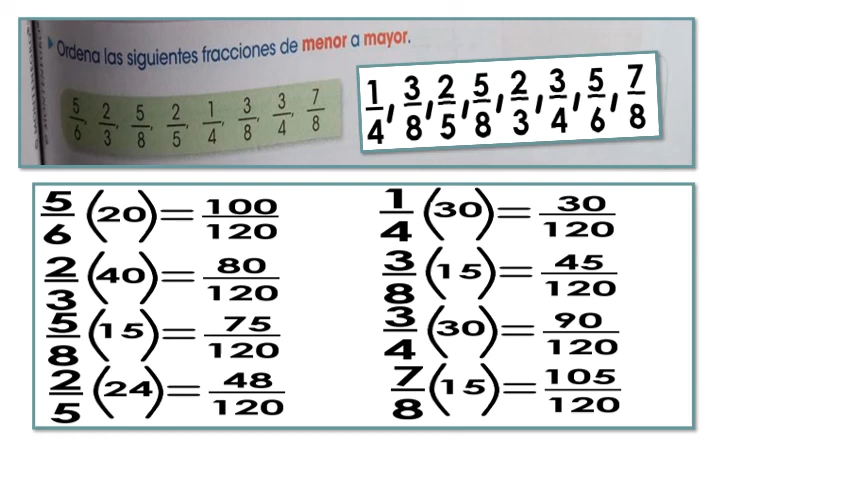 Ordena las siguientes fracciones de menor a mayor.
5/6, 2/3, 5/8, 2/5, 1/4, 3/8, 3/4, 7/8
1/4, 3/8, 2/5, 5/8, 2/3, 3/4, 5/6, 7/8
5/6 (20) = 100/120
2/3 (40) = 80/120
5/8 (15) = 75/120
2/5 (24) = 48/120
1/4 (30) = 30/120
3/8 (15) = 45/120
3/4 (30) = 90/120
7/8 (15) = 105/120